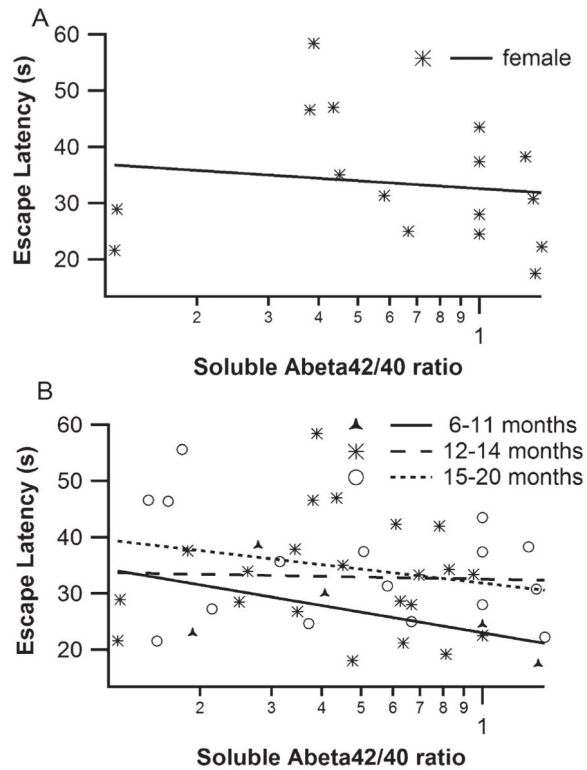 A
60
50
40
30
20
Escape Latency (s)
female
2 3 4 5 6 7 8 9 1
Soluble Abeta42/40 ratio
B
60
50
40
30
20
Escape Latency (s)
6-11 months
12-14 months
15-20 months
2 3 4 5 6 7 8 9 1
Soluble Abeta42/40 ratio